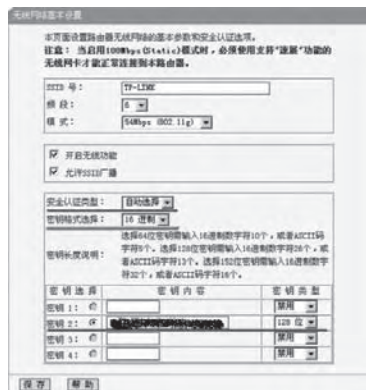 无线网络基本设置
本页面设置路由器无线网络的基本参数和安全认证选项。
注意: 当启用108Mbps(Static)模式时，必须使用支持“速展”功能的
无线网卡才能正常连接到本路由器。
SSID 号: TP-LINK
频 段: 6
模 式: 54Mbps (802.11g)
开启无线功能
允许SSID广播
安全认证类型: 自动选择
密钥格式选择: 16 进制
密钥长度说明: 选择64位密钥需输入16进制数字符10个，或者ASCII码
字符5个。选择128位密钥需输入16进制数字符26个，或
者ASCII码字符13个。选择152位密钥需输入16进制数字
符32个，或者ASCII码字符16个。
密 钥 选 择 密 钥 内 容 密 钥 类 型
密钥 1: 禁用
密钥 2: 128 位
密钥 3: 禁用
密钥 4: 禁用
保 存 帮 助